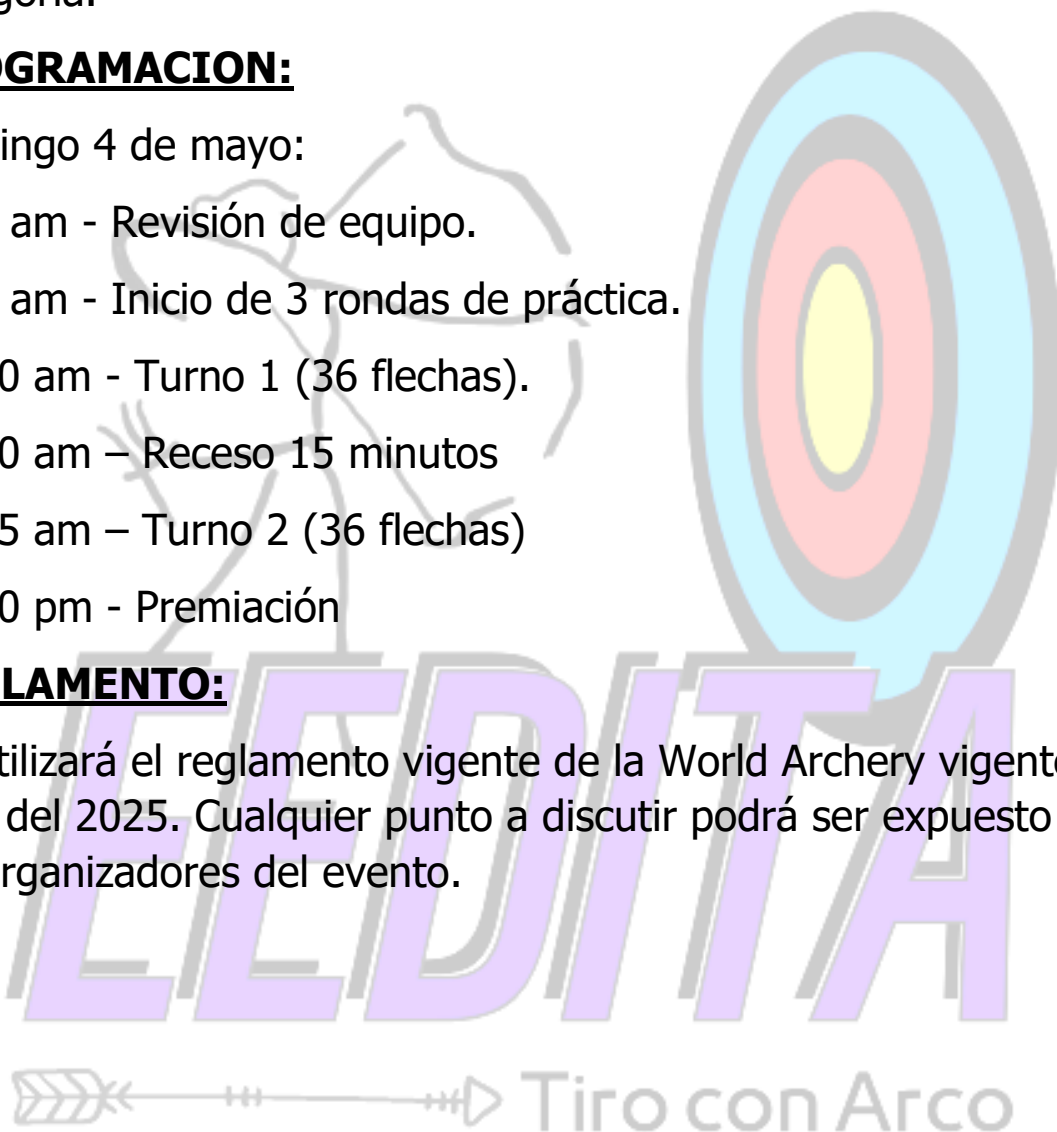 goria.
OGRAMACION:
ingo 4 de mayo:
am - Revisión de equipo.
am - Inicio de 3 rondas de práctica.
0 am - Turno 1 (36 flechas).
0 am – Receso 15 minutos
5 am – Turno 2 (36 flechas)
0 pm - Premiación
LAMENTO:
tilizará el reglamento vigente de la World Archery vigente
del 2025. Cualquier punto a discutir podrá ser expuesto
rganizadores del evento.
EEDITA
Tiro con Arco